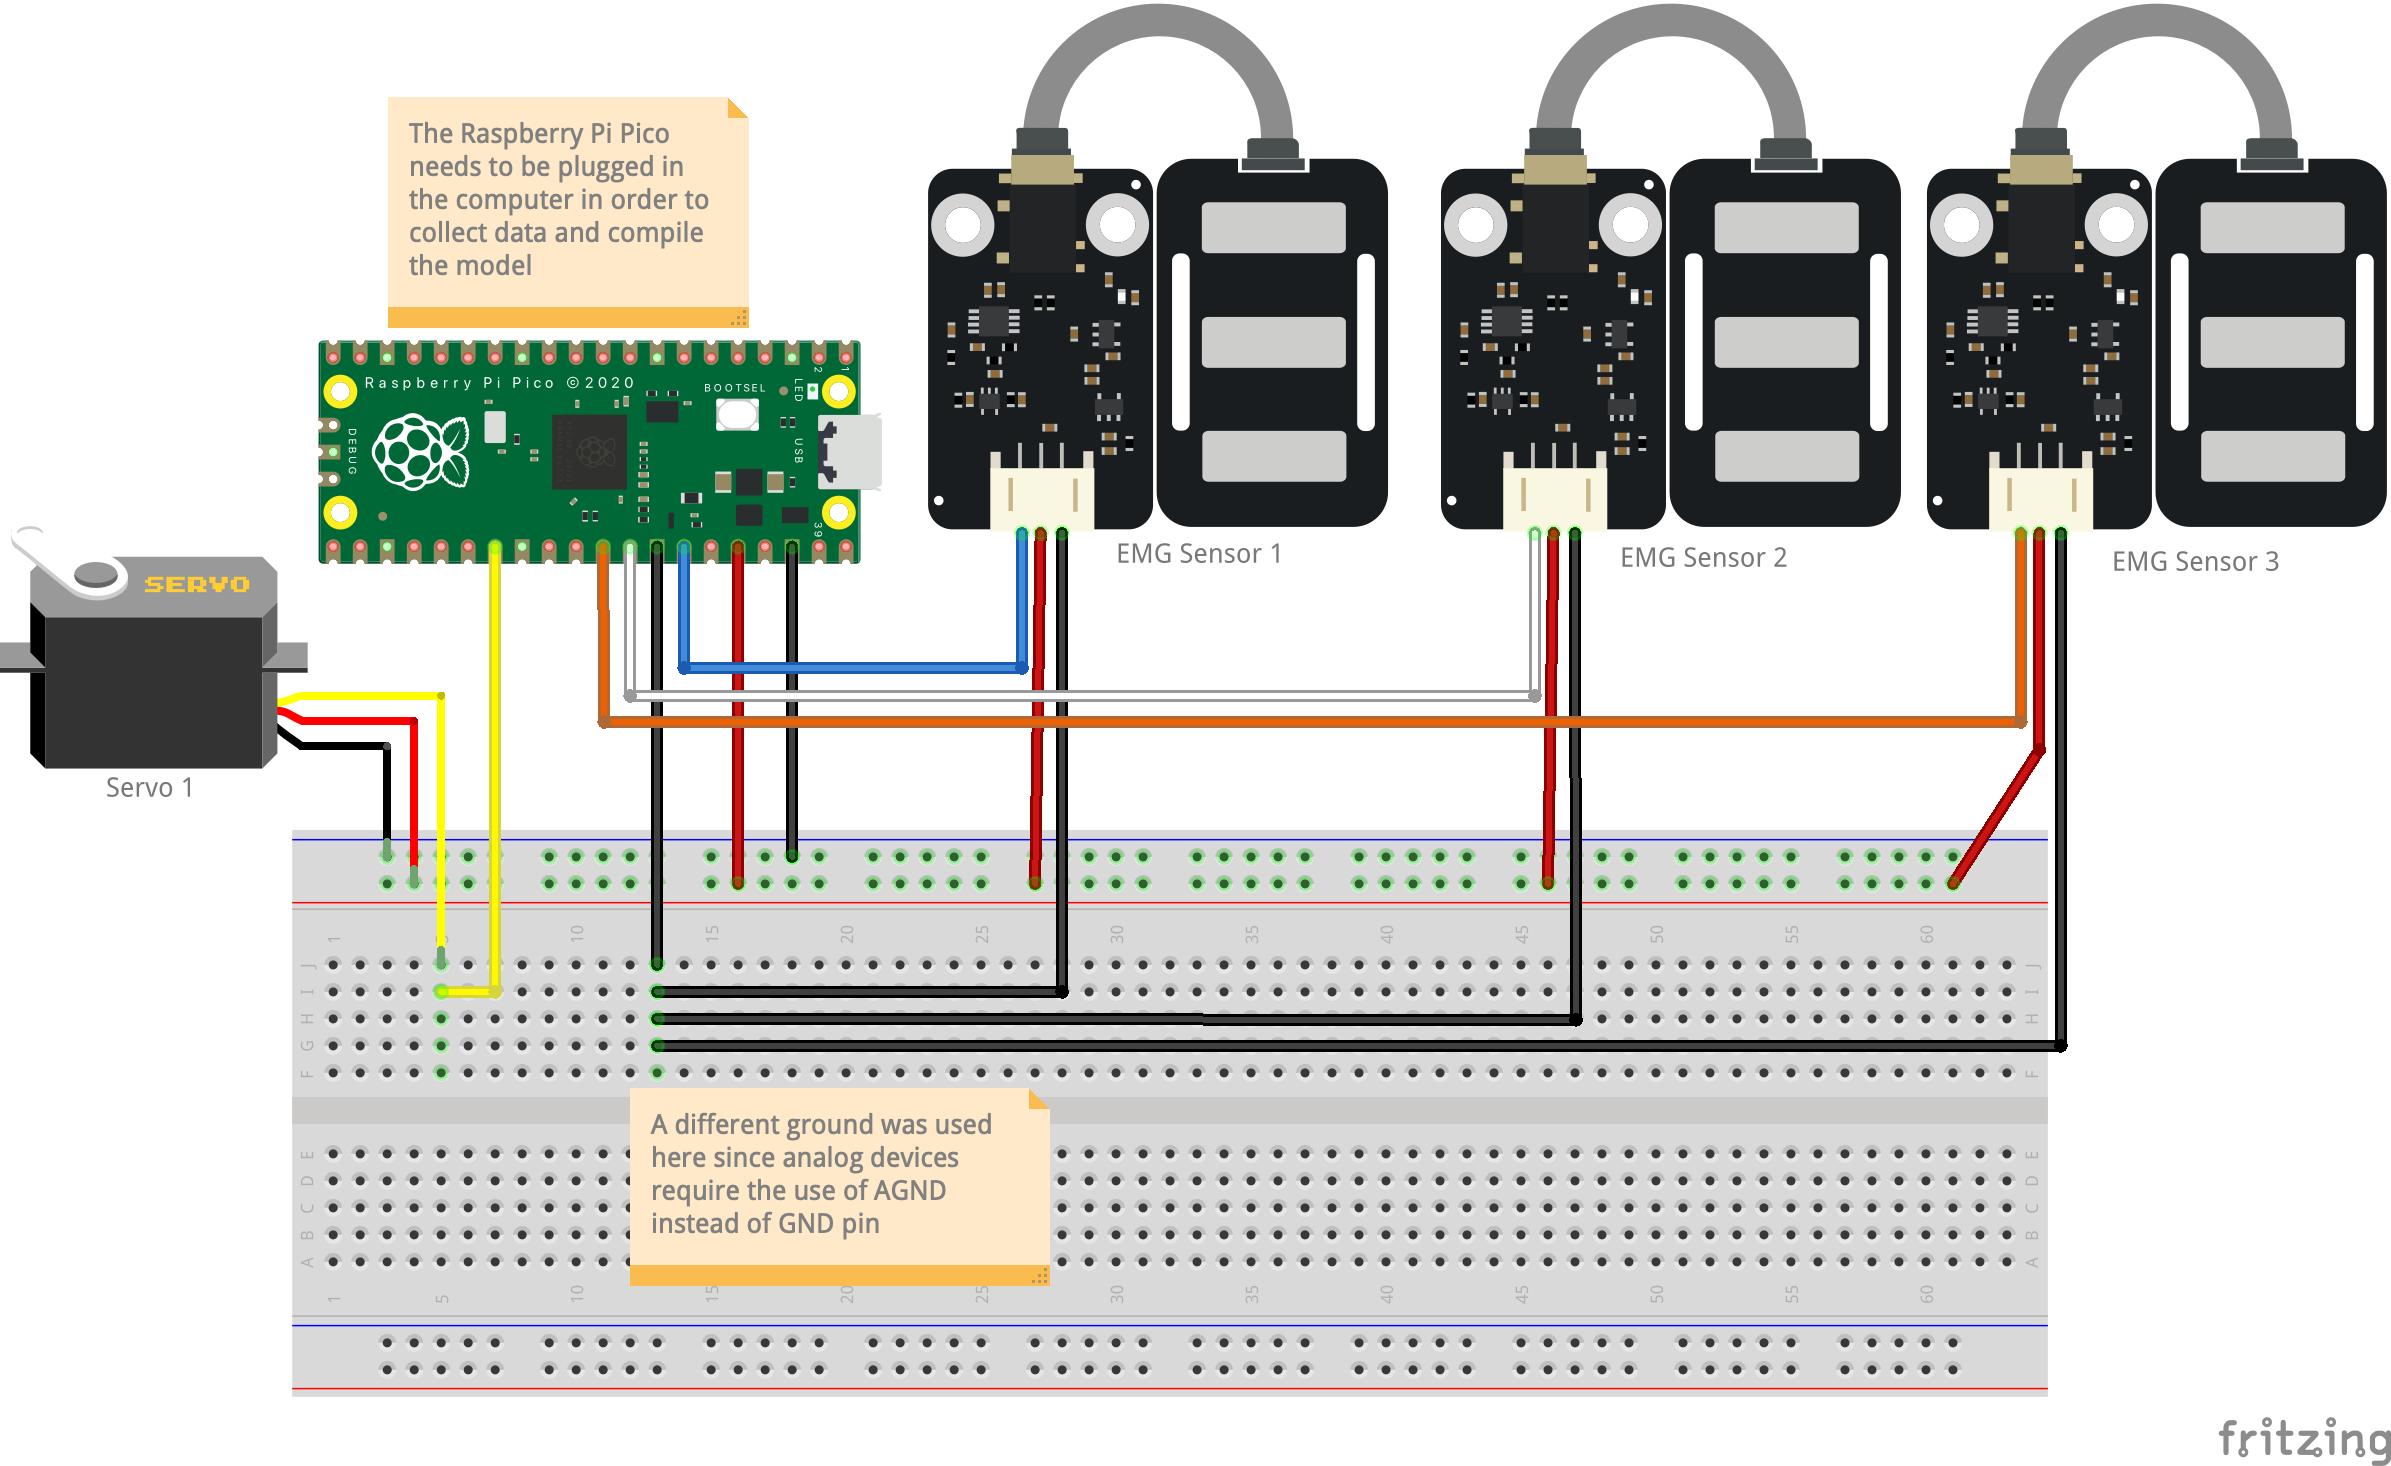 The Raspberry Pi Pico
needs to be plugged in
the computer in order to
collect data and compile
the model
Raspberry Pi Pico ©2020
BOOTSEL
LED
2
1
DEBUG
USB
39
EMG Sensor 1
EMG Sensor 2
EMG Sensor 3
SERVO
Servo 1
1 10 15 20 25 30 35 40 45 50 55 60
J J
I I
H H
G
F F
A different ground was used
here since analog devices
require the use of AGND
instead of GND pin
E E
D D
C C
B B
A A
1 5 10 15 20 25 30 35 40 45 50 55 60
fritzing